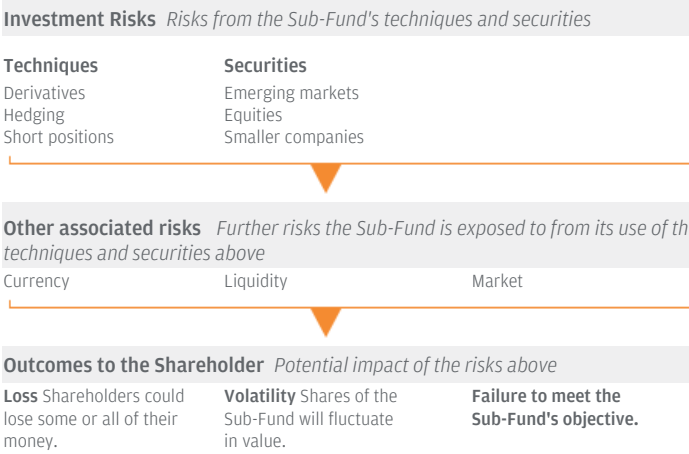 Investment Risks Risks from the Sub-Fund's techniques and securities
Techniques
Derivatives
Hedging
Short positions
Securities
Emerging markets
Equities
Smaller companies
Other associated risks Further risks the Sub-Fund is exposed to from its use of
techniques and securities above
Currency
Liquidity
Market
Outcomes to the Shareholder Potential impact of the risks above
Loss Shareholders could
lose some or all of their
money.
Volatility Shares of the
Sub-Fund will fluctuate
in value.
Failure to meet the
Sub-Fund's objective.